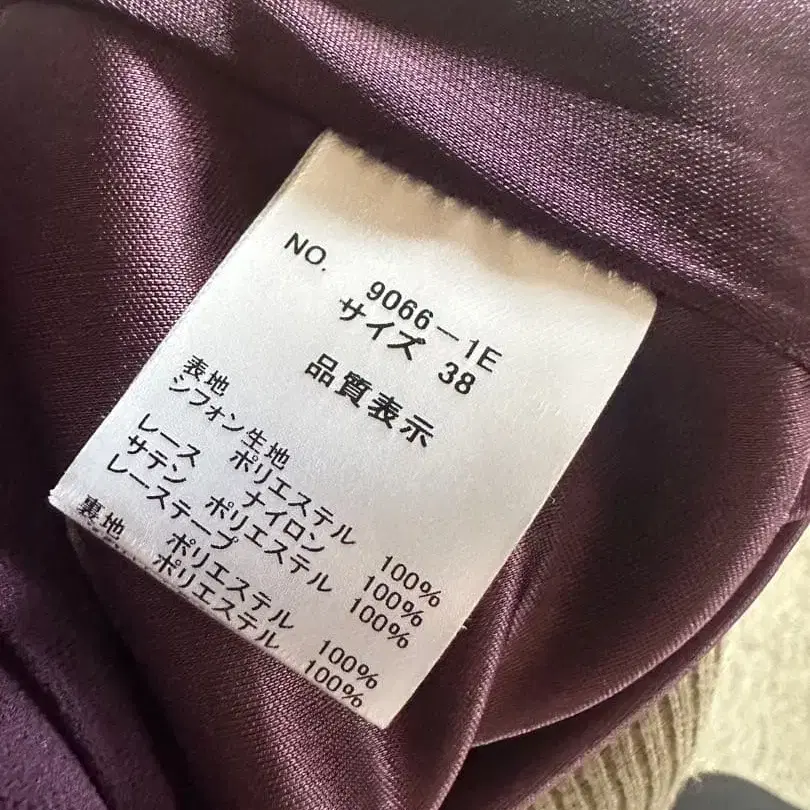 NO. 9066-1E
サイズ 38
品質表示
表地
シフォン生地
レース ポリエステル 100%
サテン ナイロン 100%
レーステープ ポリエステル 100%
裏地 ポリエステル 100%
ポリエステル 100%